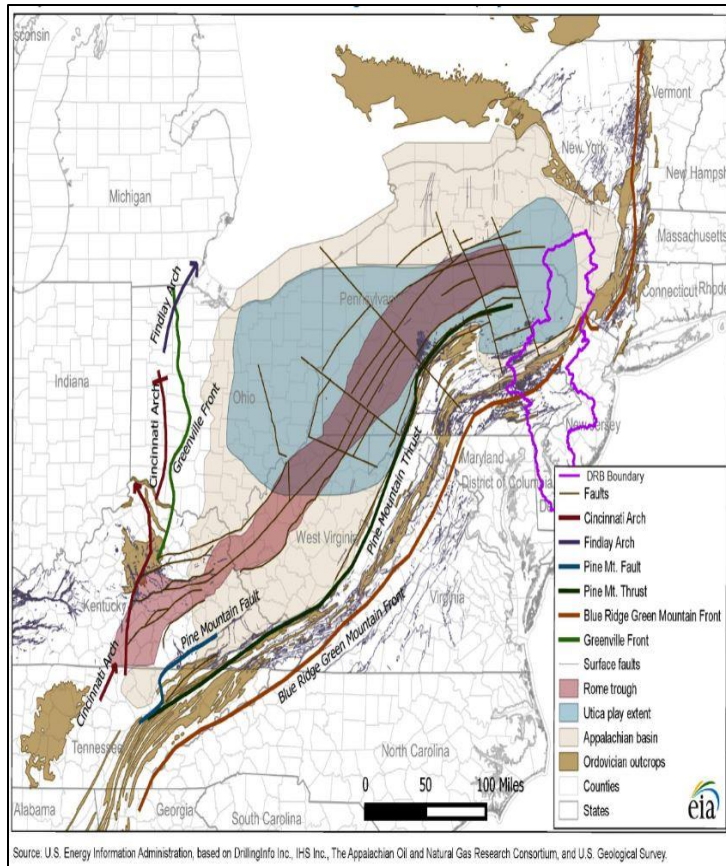 Wisconsin
Vermont
New York
New Hampsh
Michigan
Massachusetts
Connecticut
Rhode
Findlay Arch
Pennsylvan
Indiana
Cincinnati Arch
Greenville Front
Ohio
New Jersey
Maryland
District of Columbia
De
Pine Mountain Thrust
West Virginia
Virginia
Kentucky
Pine Mountain Fault
Blue Ridge Green Mountain Front
Cincinnati Arch
Tennessee
North Carolina
Alabama
Georgia
South Carolina
0 50 100 Miles
DRB Boundary
Faults
Cincinnati Arch
Findlay Arch
Pine Mt. Fault
Pine Mt. Thrust
Blue Ridge Green Mountain Front
Greenville Front
Surface faults
Rome trough
Utica play extent
Appalachian basin
Ordovician outcrops
Counties
States
eia
Source: U.S. Energy Information Administration, based on DrillingInfo Inc., IHS Inc., The Appalachian Oil and Natural Gas Research Consortium, and U.S. Geological Survey.